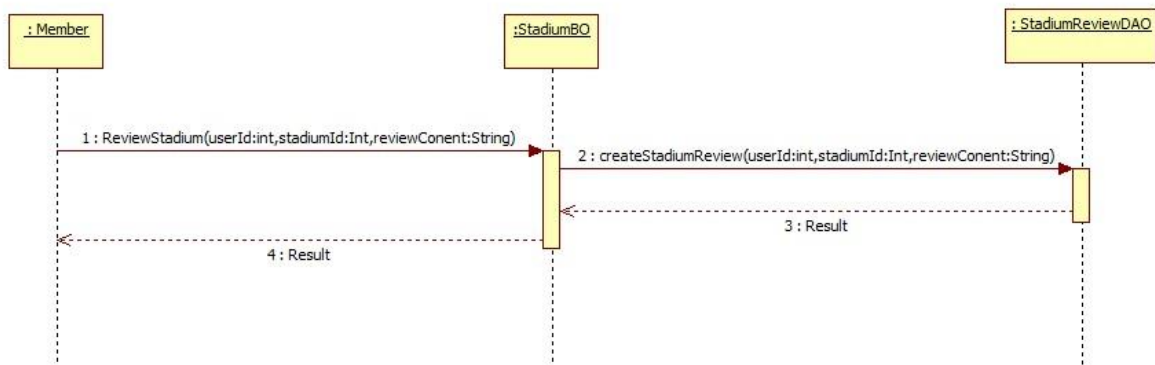 : Member
:StadiumBO
: StadiumReviewDAO
1 : ReviewStadium(userId:int,stadiumId:Int,reviewConent:String)
2 : createStadiumReview(userId:int,stadiumId:Int,reviewConent:String)
3 : Result
4 : Result